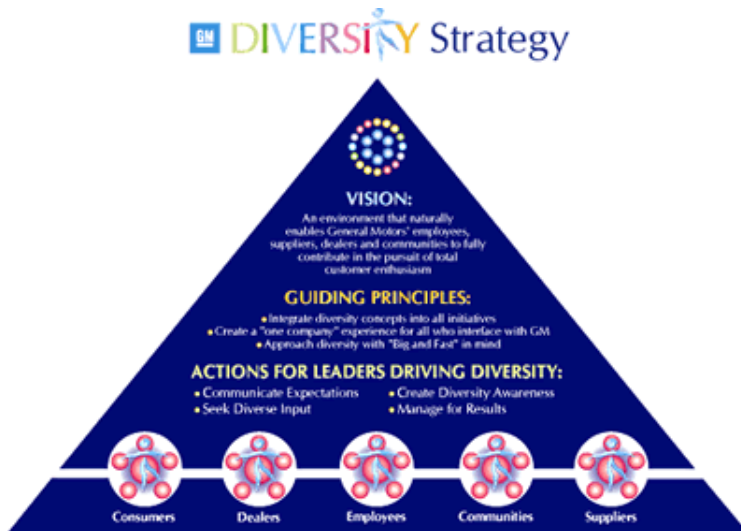 GM DIVERSITY Strategy
VISION:
An environment that naturally
enables General Motors' employees,
suppliers, dealers and communities to fully
contribute in the pursuit of total
customer enthusiasm
GUIDING PRINCIPLES:
• Integrate diversity concepts into all initiatives
• Create a "one company" experience for all who interface with GM
• Approach diversity with "Big and Fast" in mind
ACTIONS FOR LEADERS DRIVING DIVERSITY:
• Communicate Expectations • Create Diversity Awareness
• Seek Diverse Input • Manage for Results
Consumers Dealers Employees Communities Suppliers